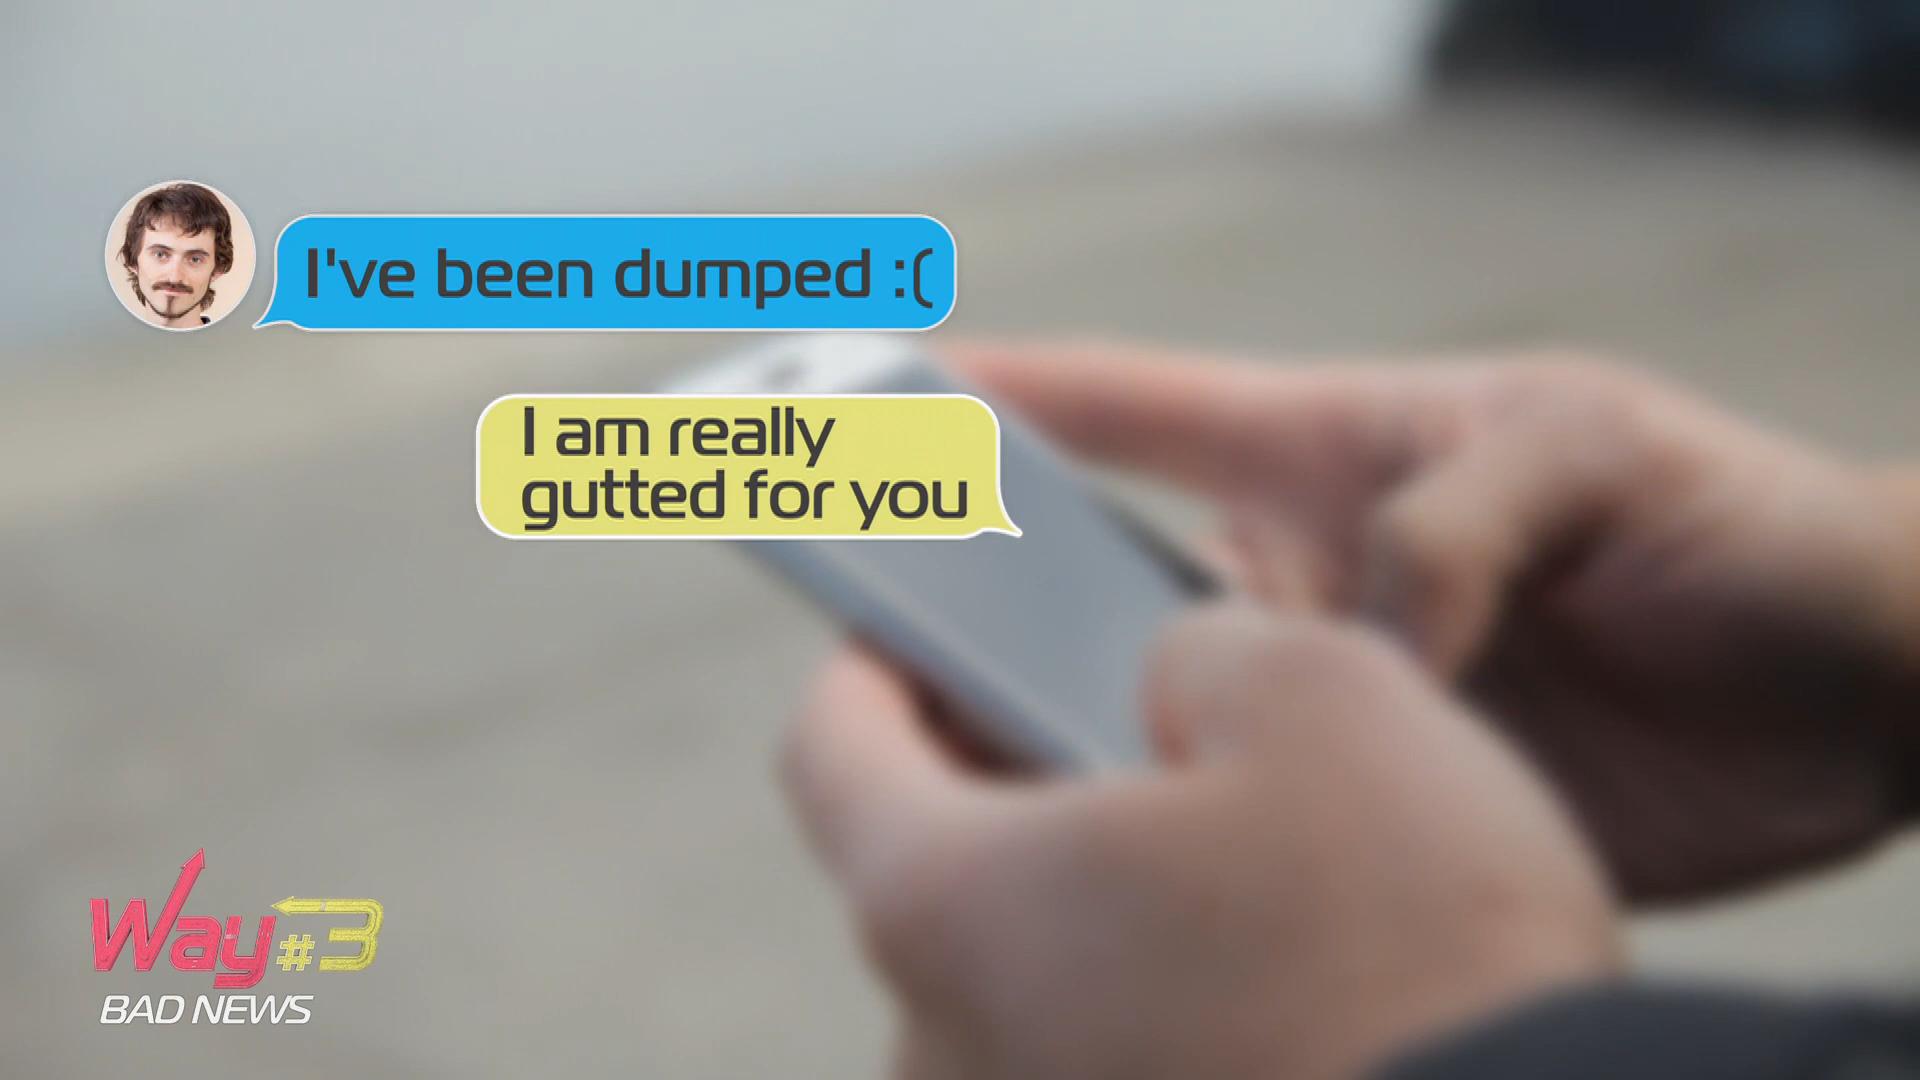 I've been dumped :(
I am really
gutted for you
Way#3
BAD NEWS